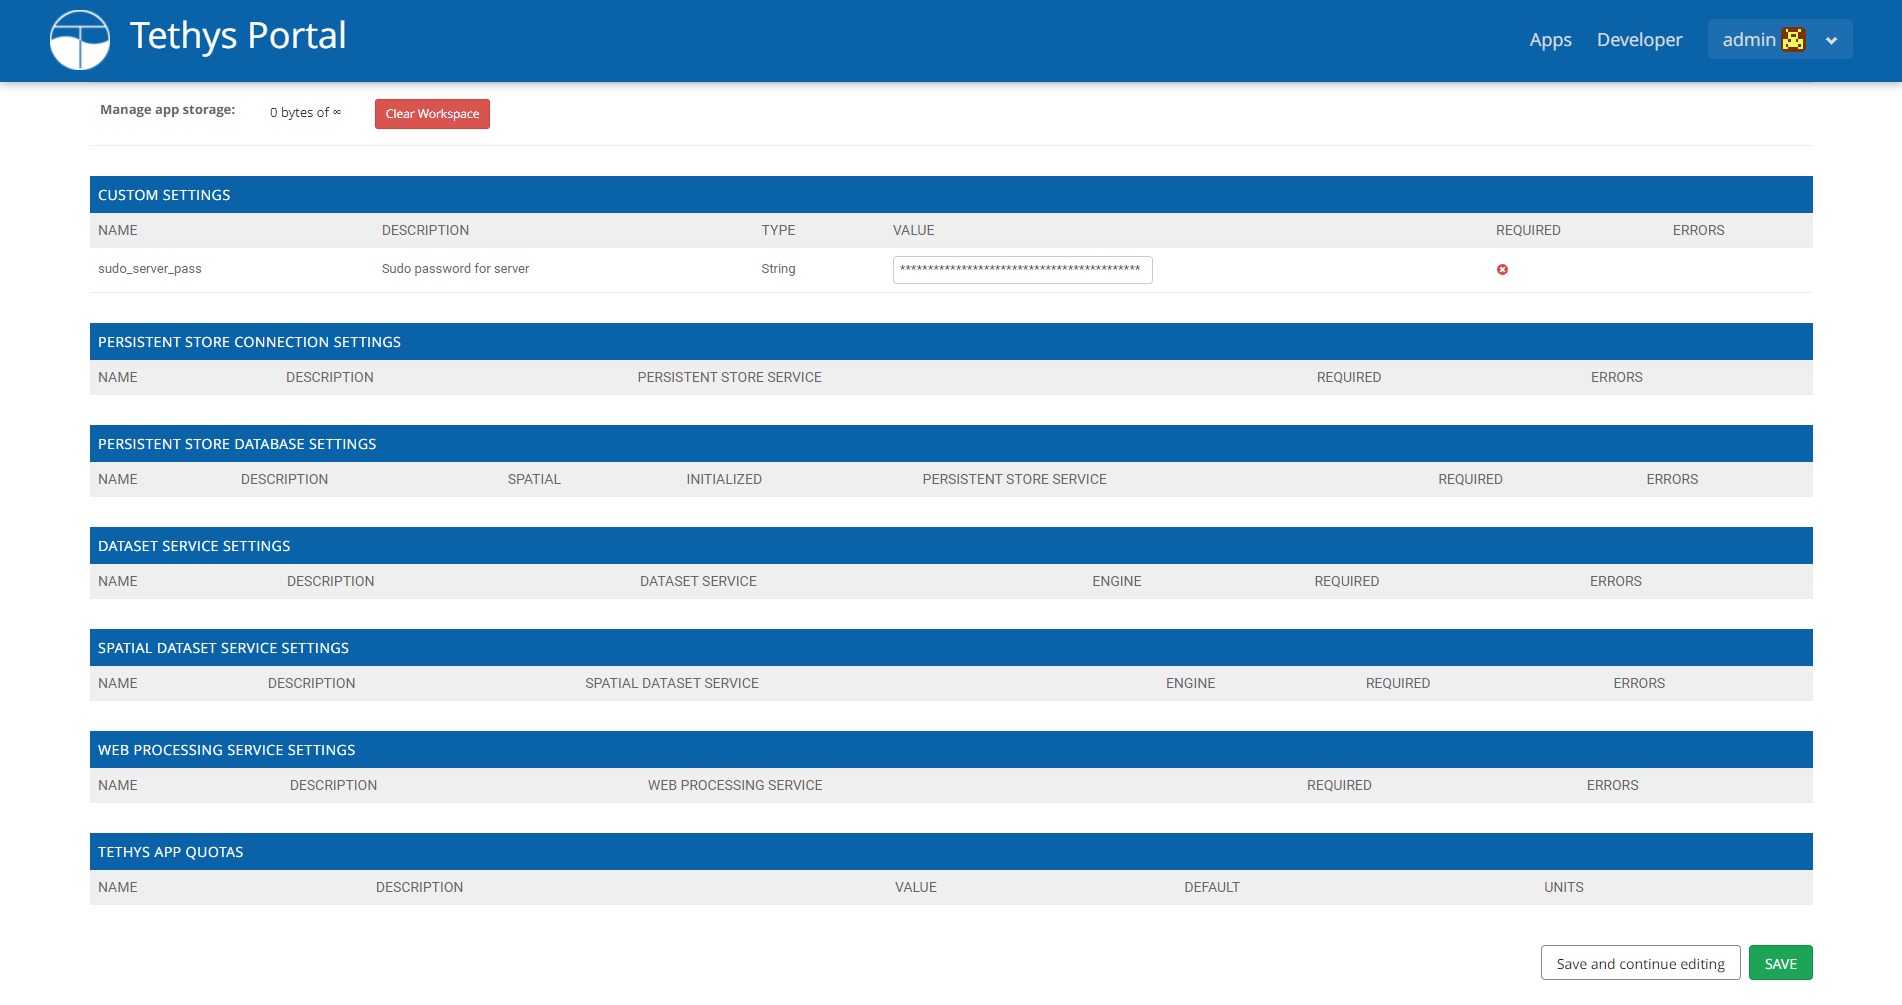 Tethys Portal
Apps Developer admin
Manage app storage: 0 bytes of ∞ Clear Workspace
CUSTOM SETTINGS
NAME DESCRIPTION TYPE VALUE REQUIRED ERRORS
sudo_server_pass Sudo password for server String *******************************************
PERSISTENT STORE CONNECTION SETTINGS
NAME DESCRIPTION PERSISTENT STORE SERVICE REQUIRED ERRORS
PERSISTENT STORE DATABASE SETTINGS
NAME DESCRIPTION SPATIAL INITIALIZED PERSISTENT STORE SERVICE REQUIRED ERRORS
DATASET SERVICE SETTINGS
NAME DESCRIPTION DATASET SERVICE ENGINE REQUIRED ERRORS
SPATIAL DATASET SERVICE SETTINGS
NAME DESCRIPTION SPATIAL DATASET SERVICE ENGINE REQUIRED ERRORS
WEB PROCESSING SERVICE SETTINGS
NAME DESCRIPTION WEB PROCESSING SERVICE REQUIRED ERRORS
TETHYS APP QUOTAS
NAME DESCRIPTION VALUE DEFAULT UNITS
Save and continue editing SAVE